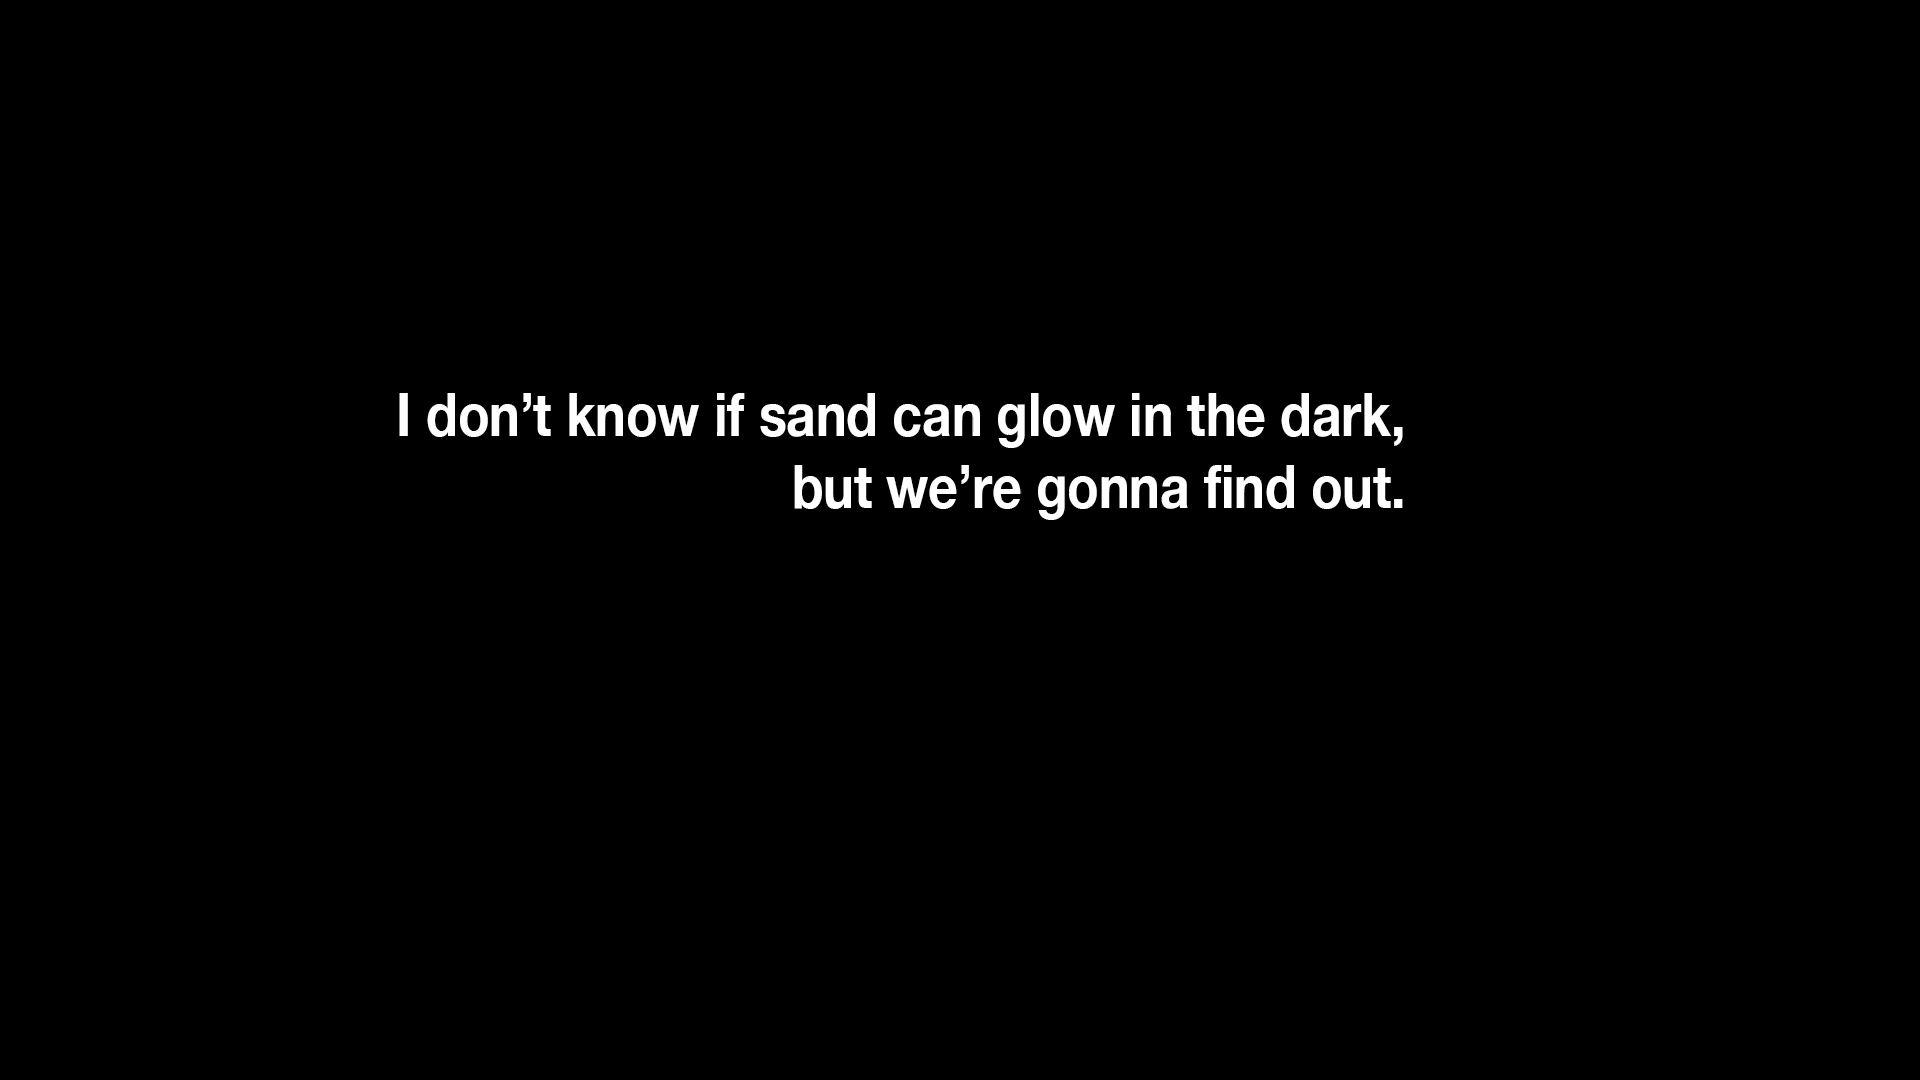 I don’t know if sand can glow in the dark,
but we’re gonna find out.